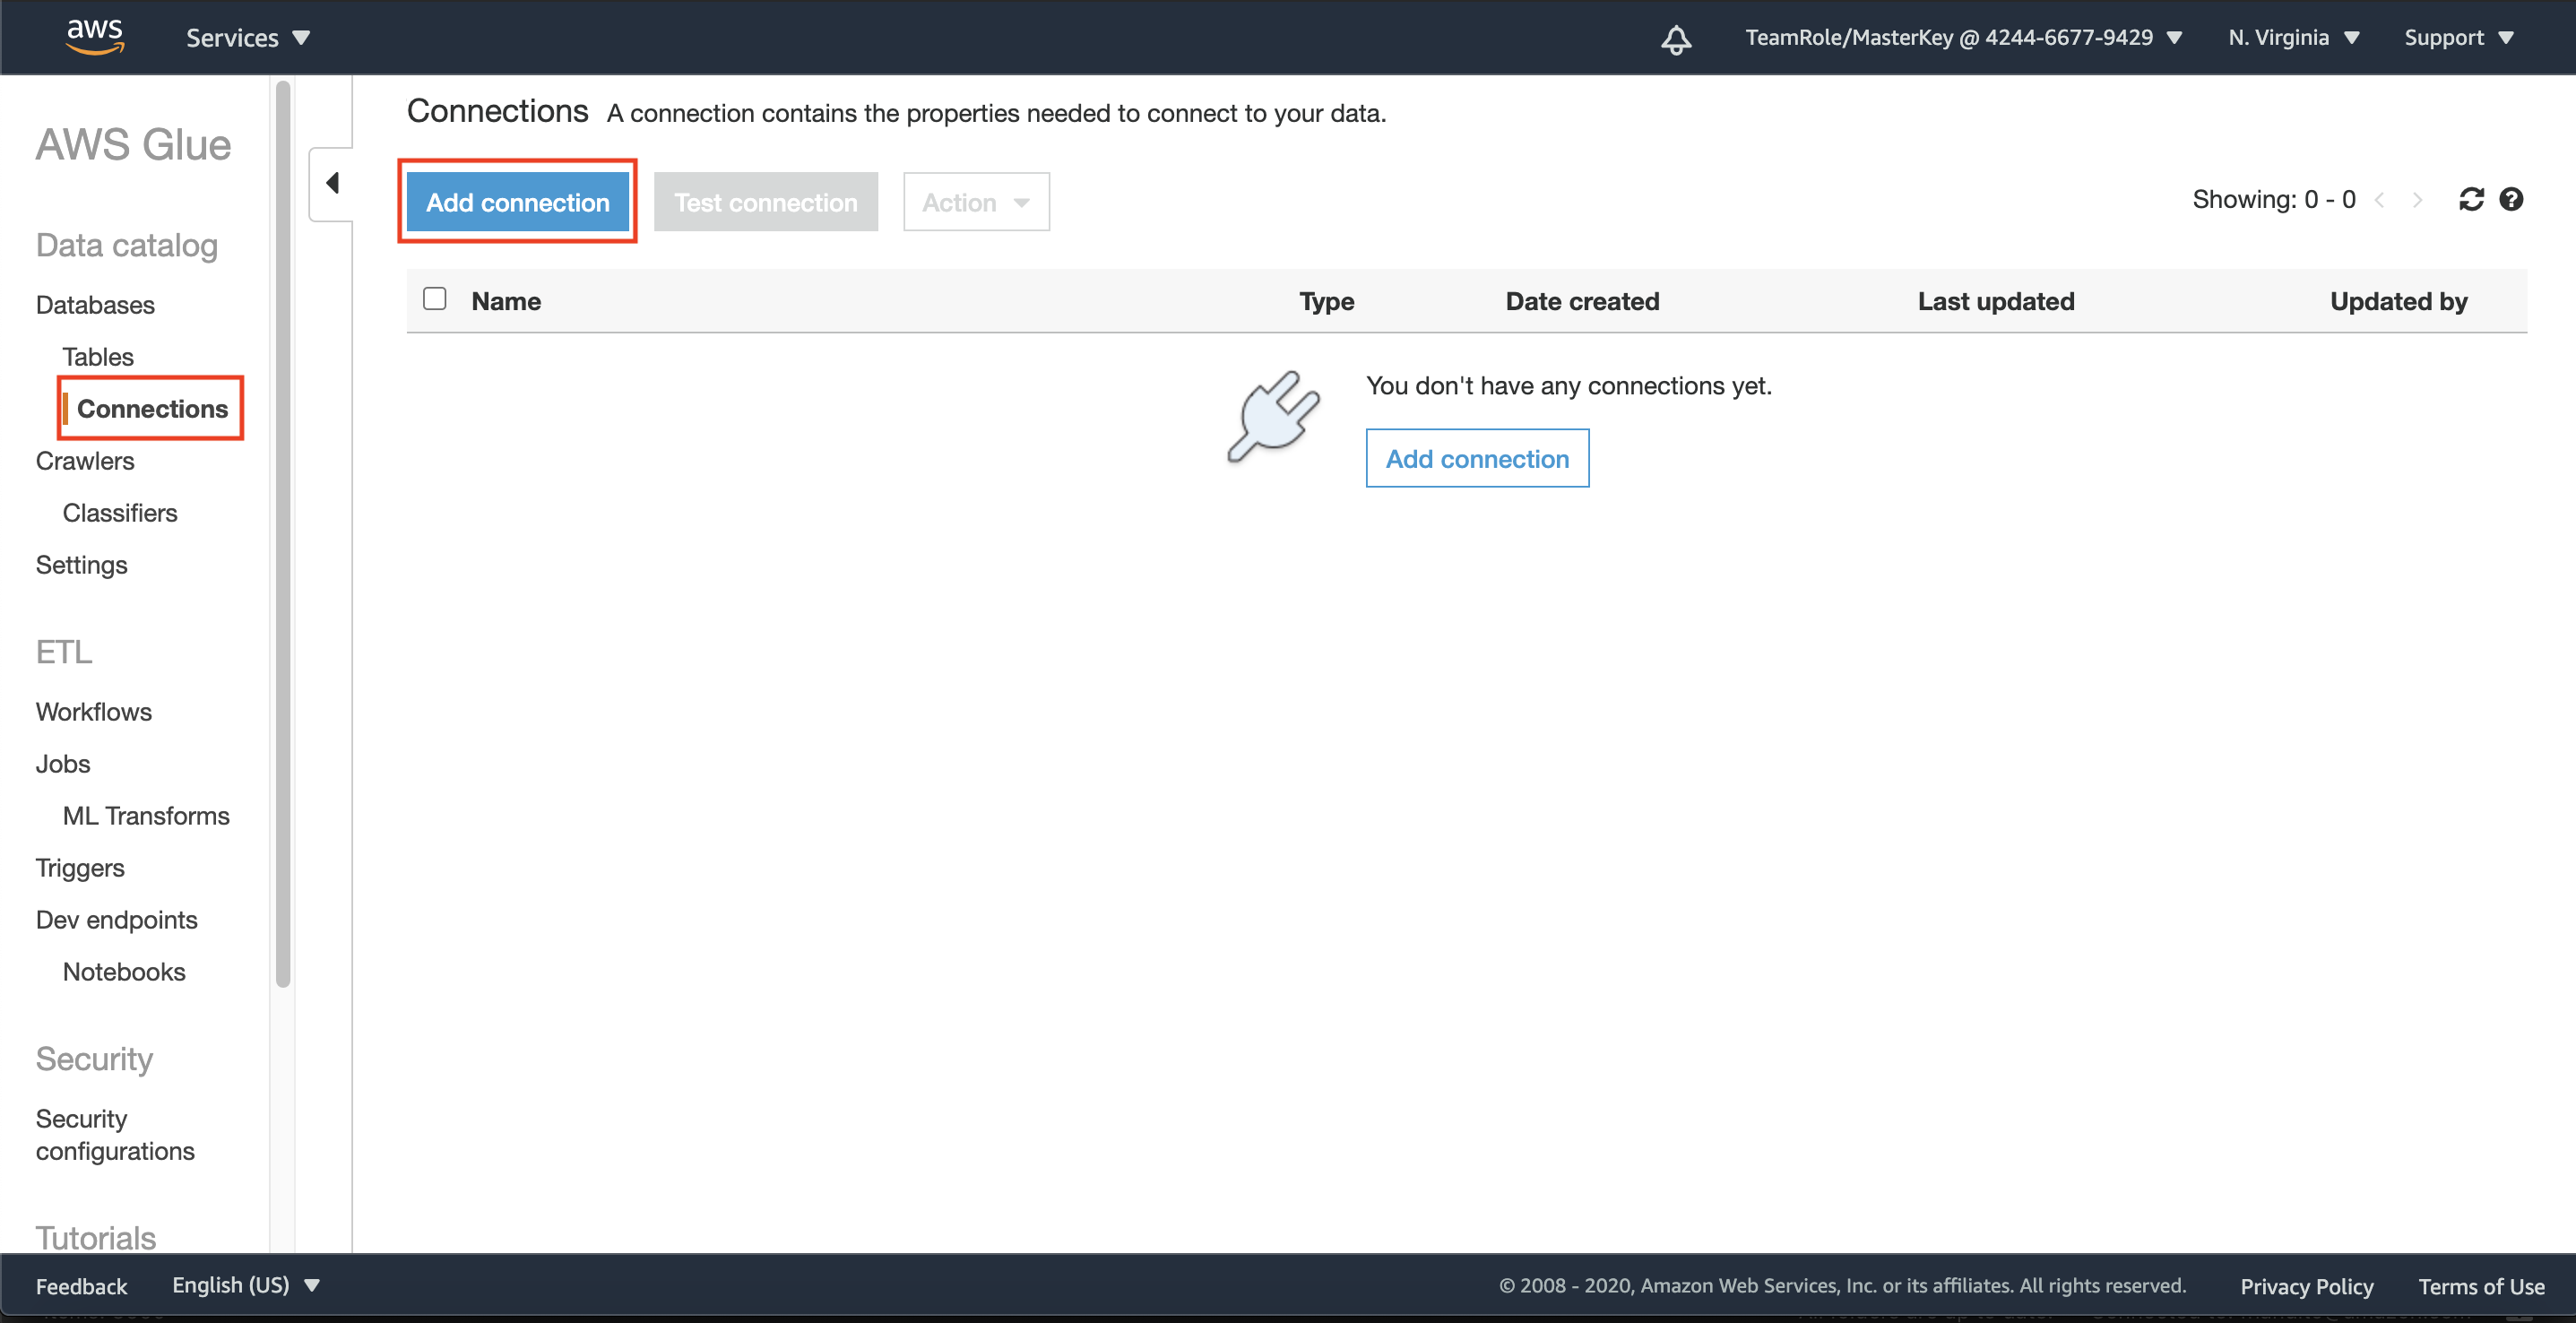 aws
Services
TeamRole/MasterKey @ 4244-6677-9429
N. Virginia
Support
AWS Glue
Data catalog
Databases
Tables
Connections
Crawlers
Classifiers
Settings
ETL
Workflows
Jobs
ML Transforms
Triggers
Dev endpoints
Notebooks
Security
Security
configurations
Tutorials
Connections A connection contains the properties needed to connect to your data.
Add connection
Test connection
Action
Showing: 0 - 0
Name Type Date created Last updated Updated by
You don't have any connections yet.
Add connection
Feedback
English (US)
© 2008 - 2020, Amazon Web Services, Inc. or its affiliates. All rights reserved.
Privacy Policy
Terms of Use